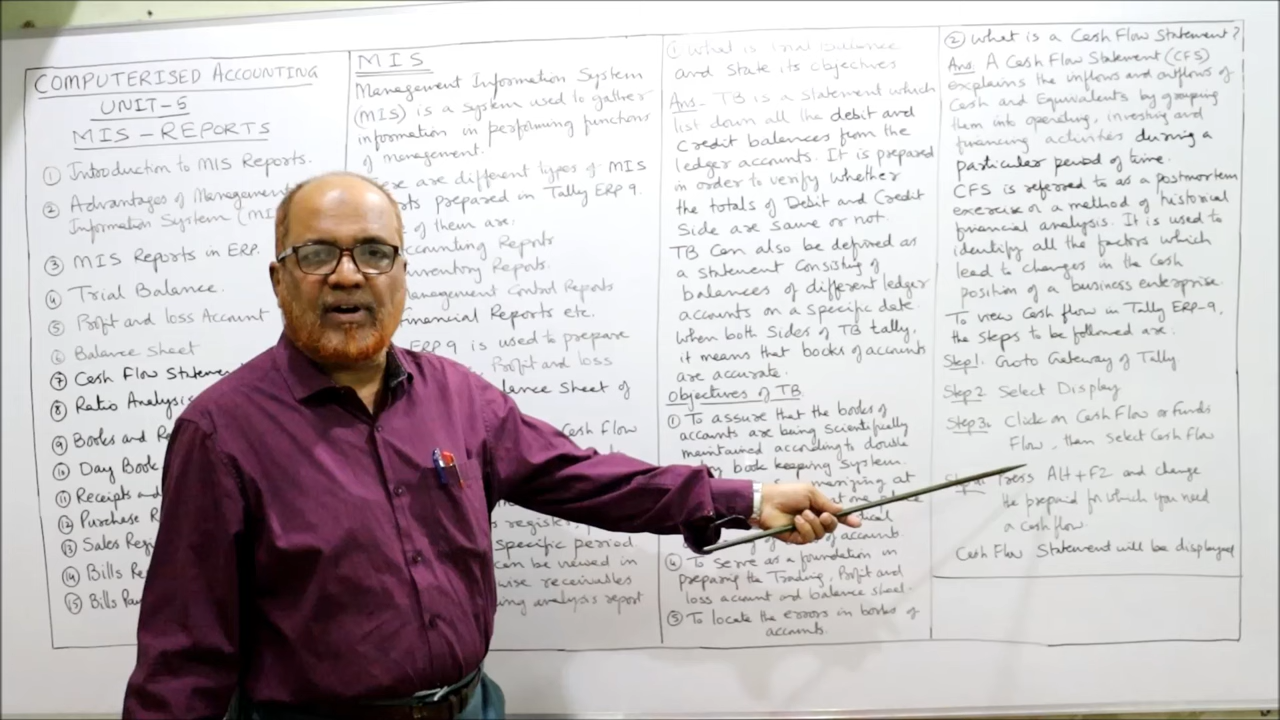 COMPUTERISED ACCOUNTING
UNIT-5
MIS-REPORTS
① Introduction to MIS Reports.
② Advantages of Management
Information System (MI
③ MIS Reports in ERP.
④ Trial Balance.
⑤ Profit and loss Account
⑥ Balance Sheet
⑦ Cash Flow Stateme
⑧ Ratio Analysis
⑨ Books and Re
⑩ Day Book
⑪ Receipts and
⑫ Purchase R
⑬ Sales Regi
⑭ Bills Re
⑮ Bills Pa
MIS
Management Information System
(MIS) is a system used to gather
information in performing functions
of management.
are different types of MIS
prepared in Tally ERP 9.
of them are.
Accounting Reports
Inventory Reports.
Management Control Reports
Financial Reports etc.
ERP 9 is used to prepare
Profit and loss
Sheet of
Cash Flow
register,
specific period
can be viewed in
wise receivables
analysis report
① What is Trial Balance
and State its objectives
Ans- TB is a statement which
list down all the debit and
Credit balances from the
ledger accounts. It is prepared
in order to verify whether
the totals of Debit and Credit
Side are same or not.
TB Can also be defined as
a statement Consisting of
balances of different ledger
accounts on a specific date.
When both Sides of TB tally,
it means that books of accounts
are accurate.
Objectives of TB
① To assure that the books of
accounts are being scientifically
maintained according to double
book keeping System.
at
of accounts
④ To Serve as a foundation in
preparing the Trading, Profit and
loss account and balance sheet.
⑤ To locate the errors in books of
accounts.
② What is a Cash Flow Statement?
Ans. A Cash Flow Statement (CFS)
explains the inflows and outflows of
Cash and Equivalents by grouping
them into operating, investing and
financing activities during a
particular period of time.
CFS is referred to as a postmortem
exercise or a method of historical
financial analysis. It is used to
identify all the factors which
lead to changes in the Cash
position of a business enterprise.
To view Cash flow in Tally ERP-9,
the steps to be followed are.
Step1. Goto Gateway of Tally
Step2 Select Display
Step3. Click on Cash Flow or Funds
Flow, then Select Cash Flow
Press Alt+F2 and change
the prepaid for which you need
a cash flow.
Cash Flow Statement will be displayed